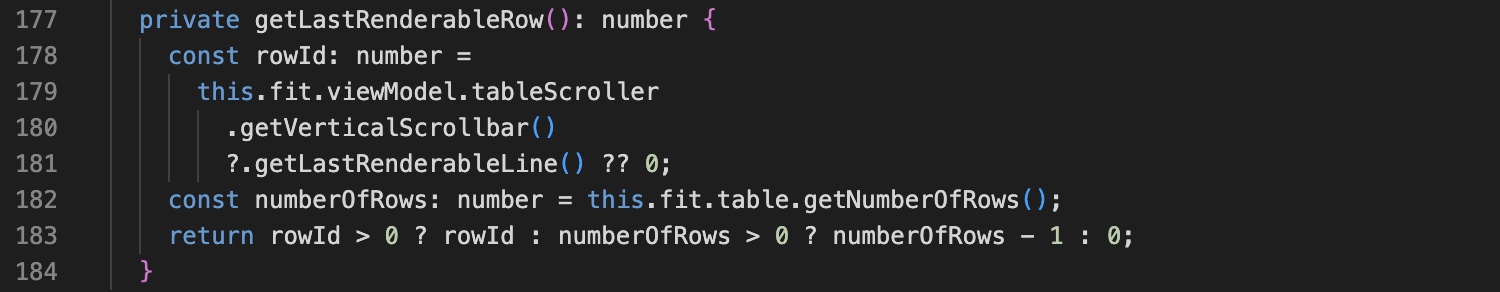 177 private getLastRenderableRow(): number {
178 const rowId: number =
179 this.fit.viewModel.tableScroller
180 .getVerticalScrollbar()
181 ?.getLastRenderableLine() ?? 0;
182 const numberOfRows: number = this.fit.table.getNumberOfRows();
183 return rowId > 0 ? rowId : numberOfRows > 0 ? numberOfRows - 1 : 0;
184 }